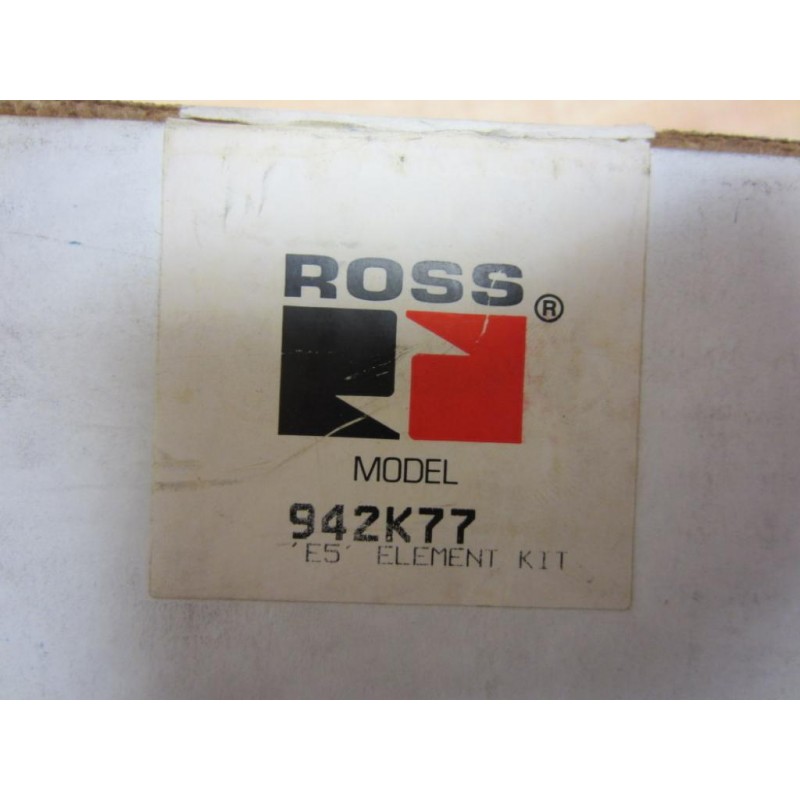 ROSS
®
MODEL
942K77
'E5' ELEMENT KIT